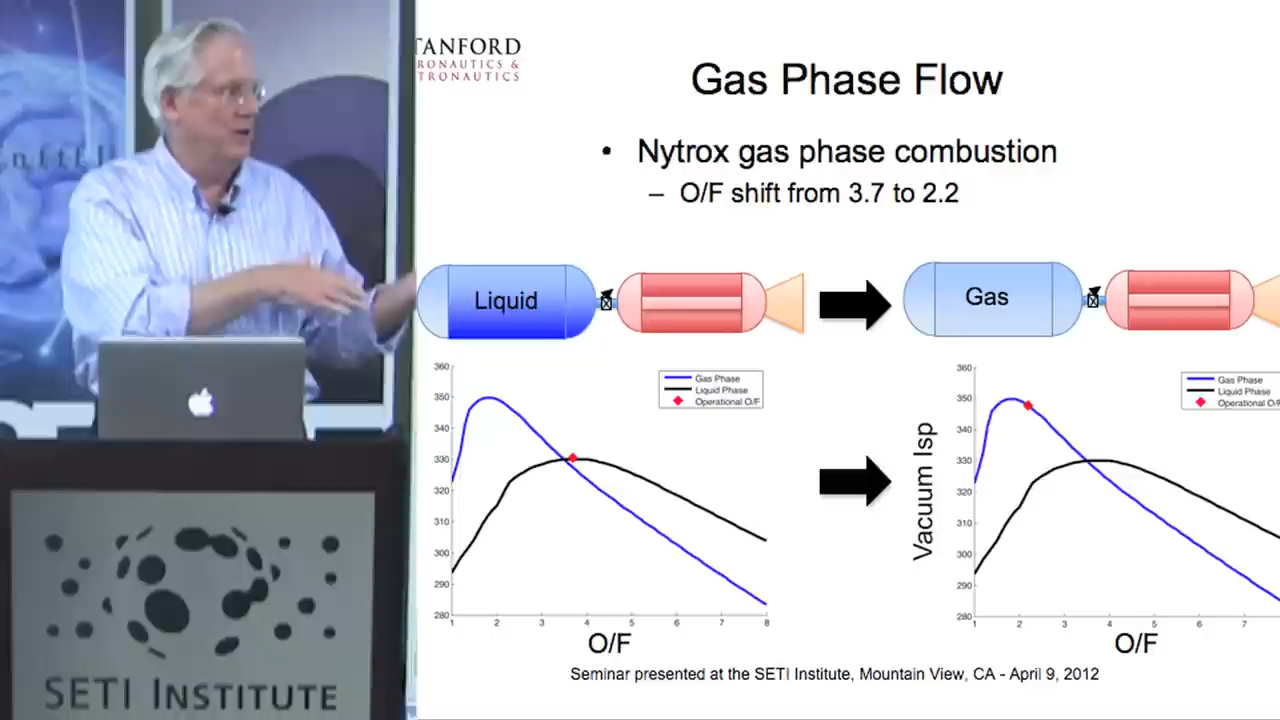 TANFORD
RONAUTICS &
TRONAUTICS
Gas Phase Flow
• Nytrox gas phase combustion
– O/F shift from 3.7 to 2.2
Liquid
Gas
360
350
340
330
320
310
300
290
280
1 2 3 4 5 6 7 8
Gas Phase
Liquid Phase
Operational O/F
O/F
Vacuum Isp
360
350
340
330
320
310
300
290
280
1 2 3 4 5 6 7
Gas Phase
Liquid Phase
Operational O/F
O/F
Seminar presented at the SETI Institute, Mountain View, CA - April 9, 2012
SETI INSTITUTE